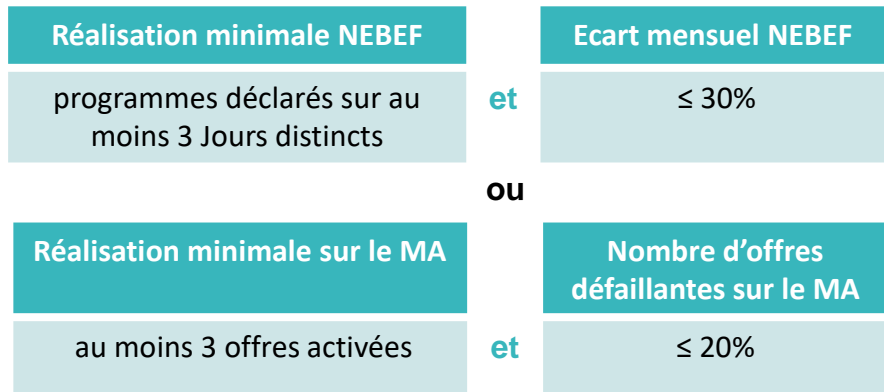 Réalisation minimale NEBEF
Ecart mensuel NEBEF
programmes déclarés sur au
moins 3 Jours distincts
et
≤ 30%
ou
Réalisation minimale sur le MA
Nombre d’offres
défaillantes sur le MA
au moins 3 offres activées
et
≤ 20%